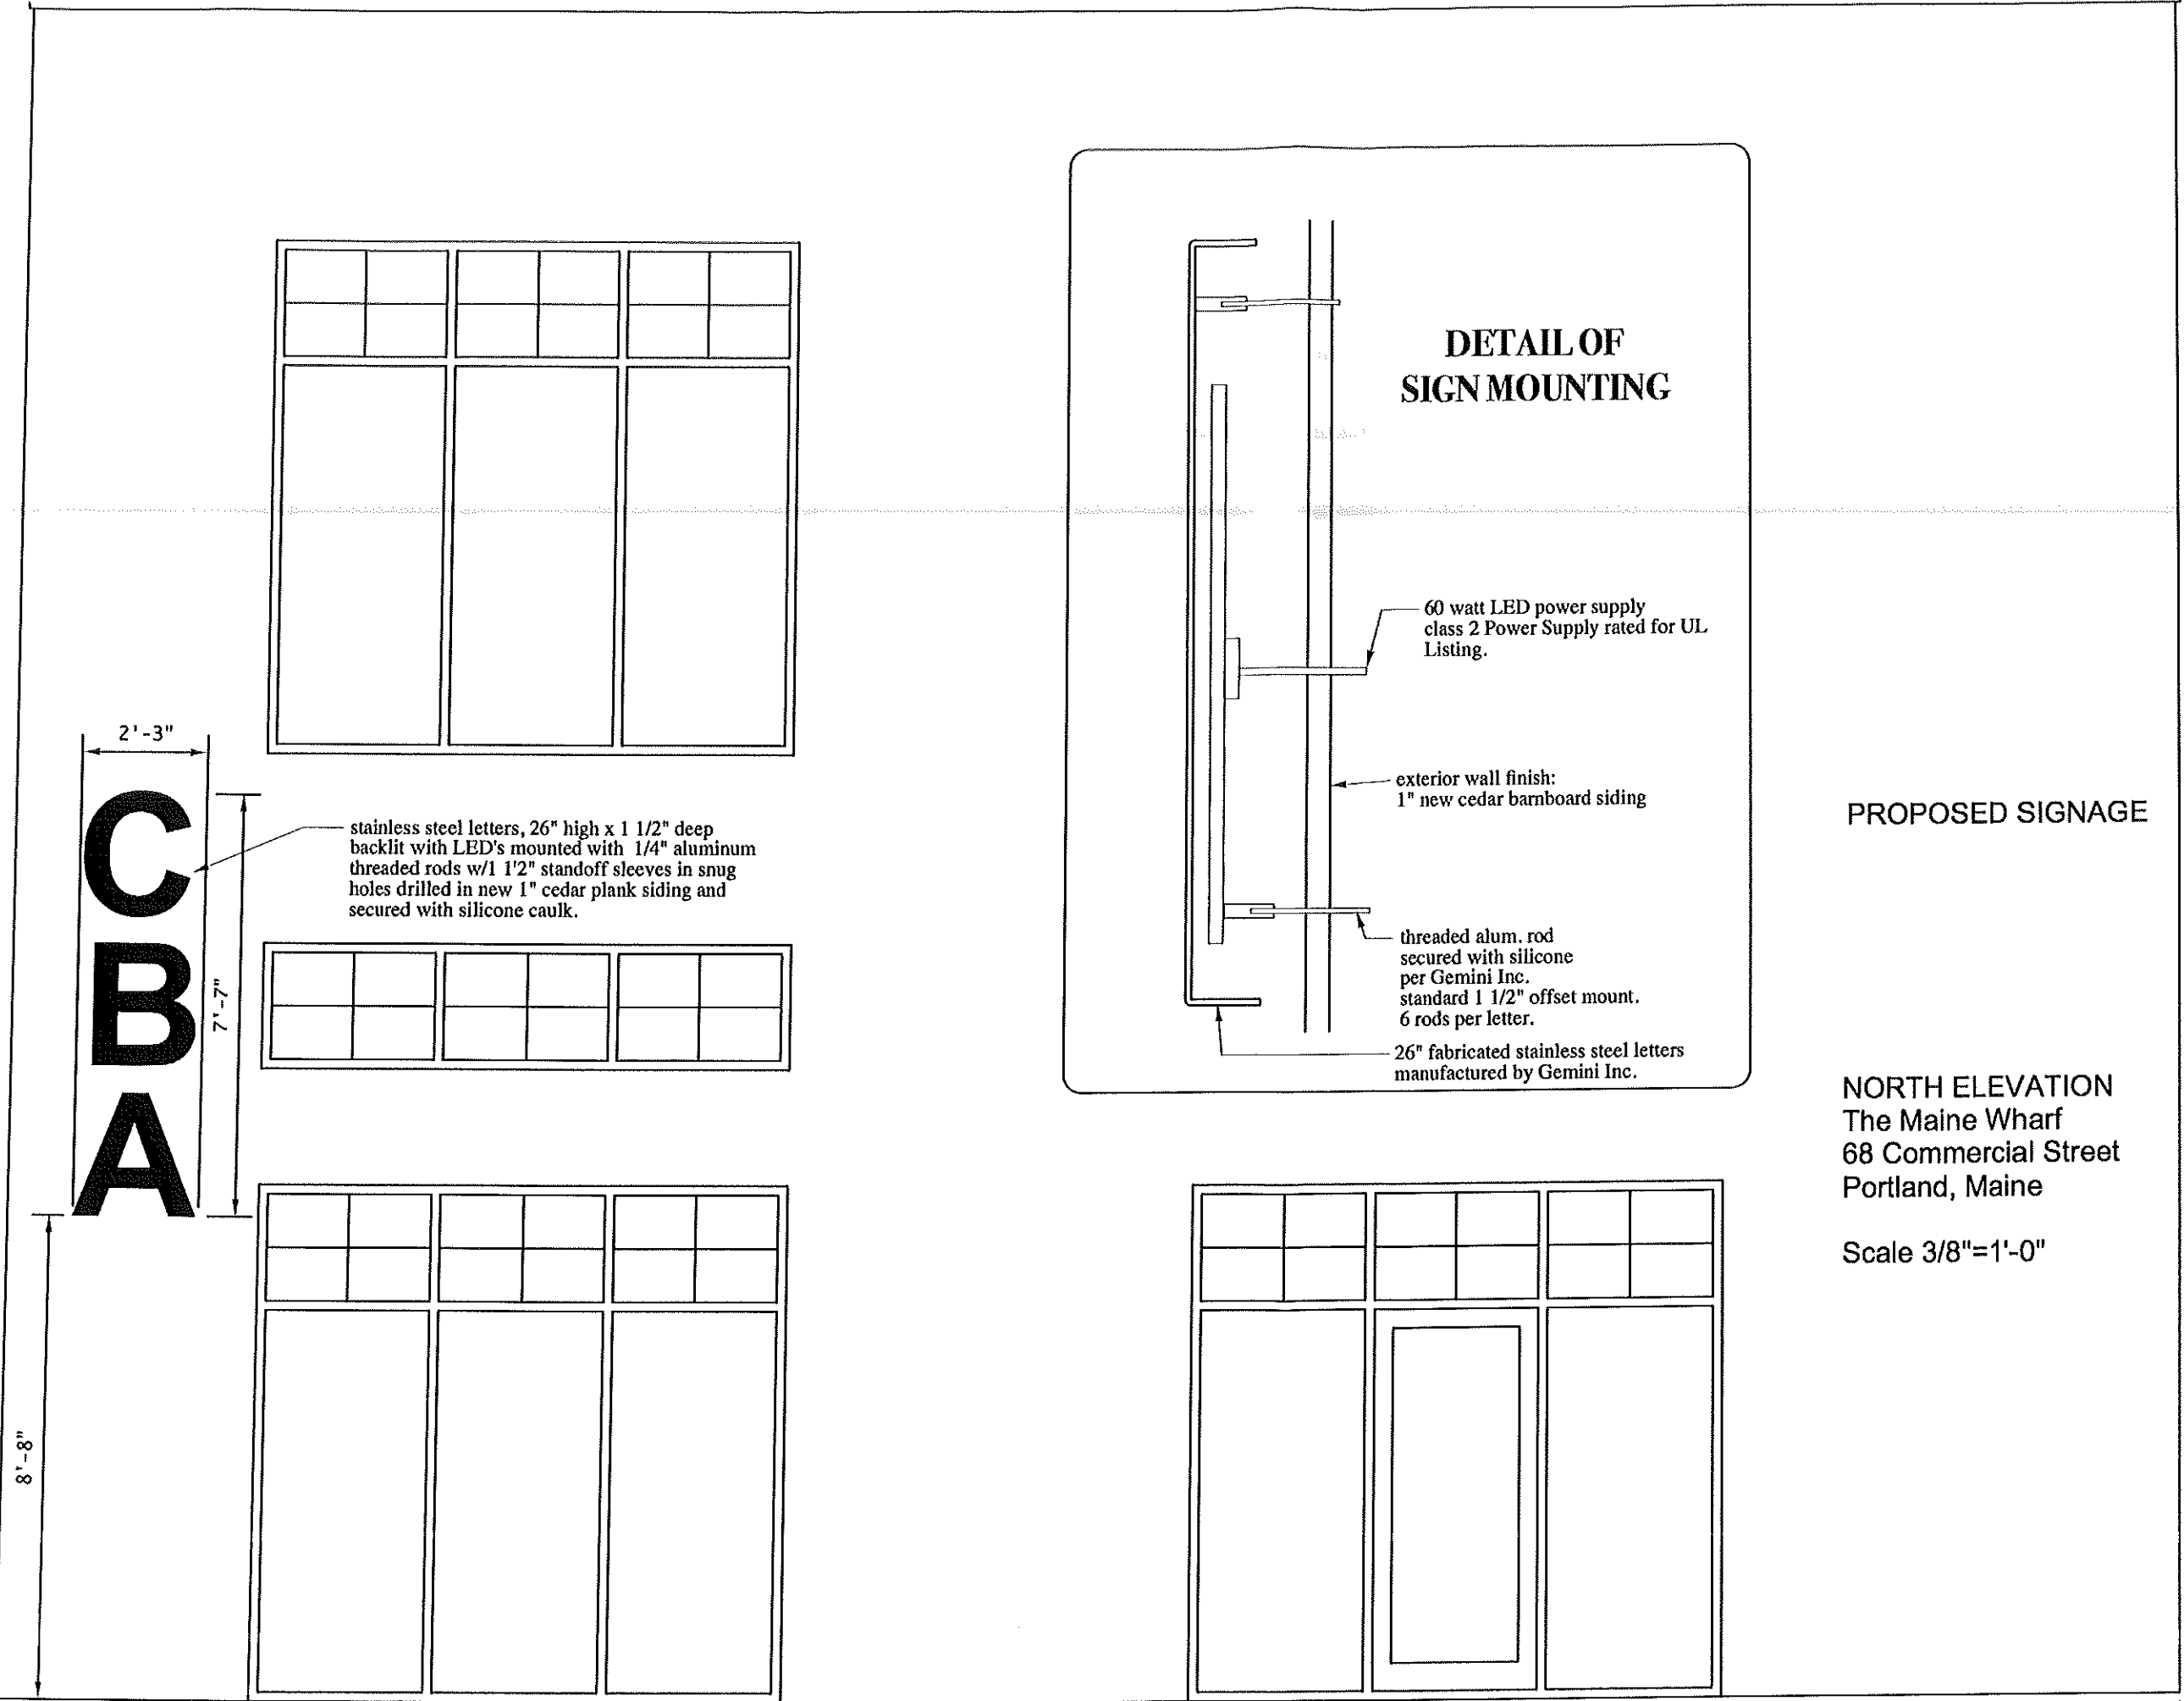 DETAIL OF
SIGN MOUNTING
60 watt LED power supply
class 2 Power Supply rated for UL
Listing.
2'-3"
exterior wall finish:
1" new cedar barnboard siding
PROPOSED SIGNAGE
C
B
A
stainless steel letters, 26" high x 1 1/2" deep
backlit with LED's mounted with 1/4" aluminum
threaded rods w/1 1'2" standoff sleeves in snug
holes drilled in new 1" cedar plank siding and
secured with silicone caulk.
7'-7"
threaded alum. rod
secured with silicone
per Gemini Inc.
standard 1 1/2" offset mount.
6 rods per letter.
26" fabricated stainless steel letters
manufactured by Gemini Inc.
NORTH ELEVATION
The Maine Wharf
68 Commercial Street
Portland, Maine
Scale 3/8"=1'-0"
8'-8"